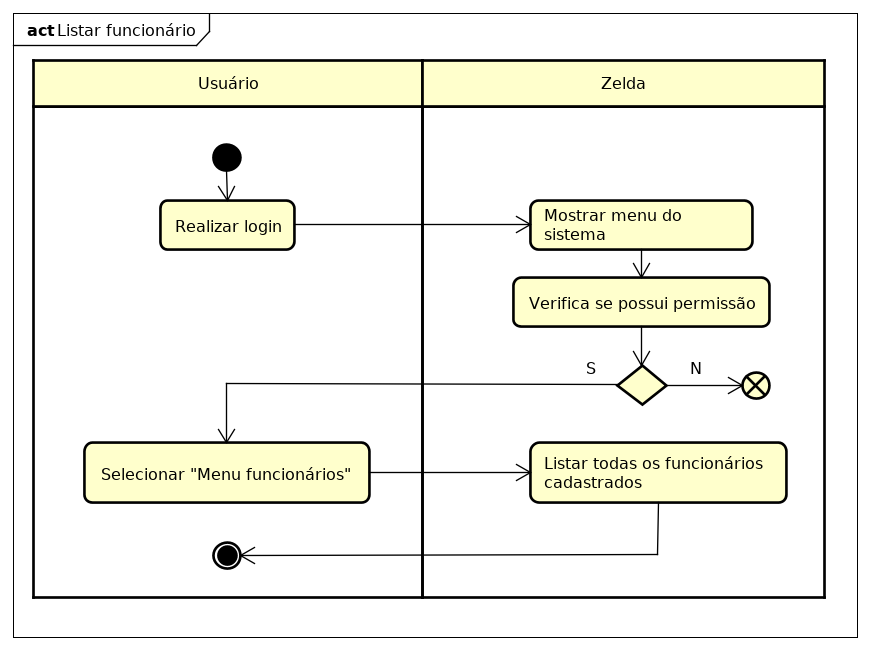 act Listar funcionário
Usuário
Zelda
Realizar login
Mostrar menu do
sistema
Verifica se possui permissão
S
N
Selecionar "Menu funcionários"
Listar todas os funcionários
cadastrados